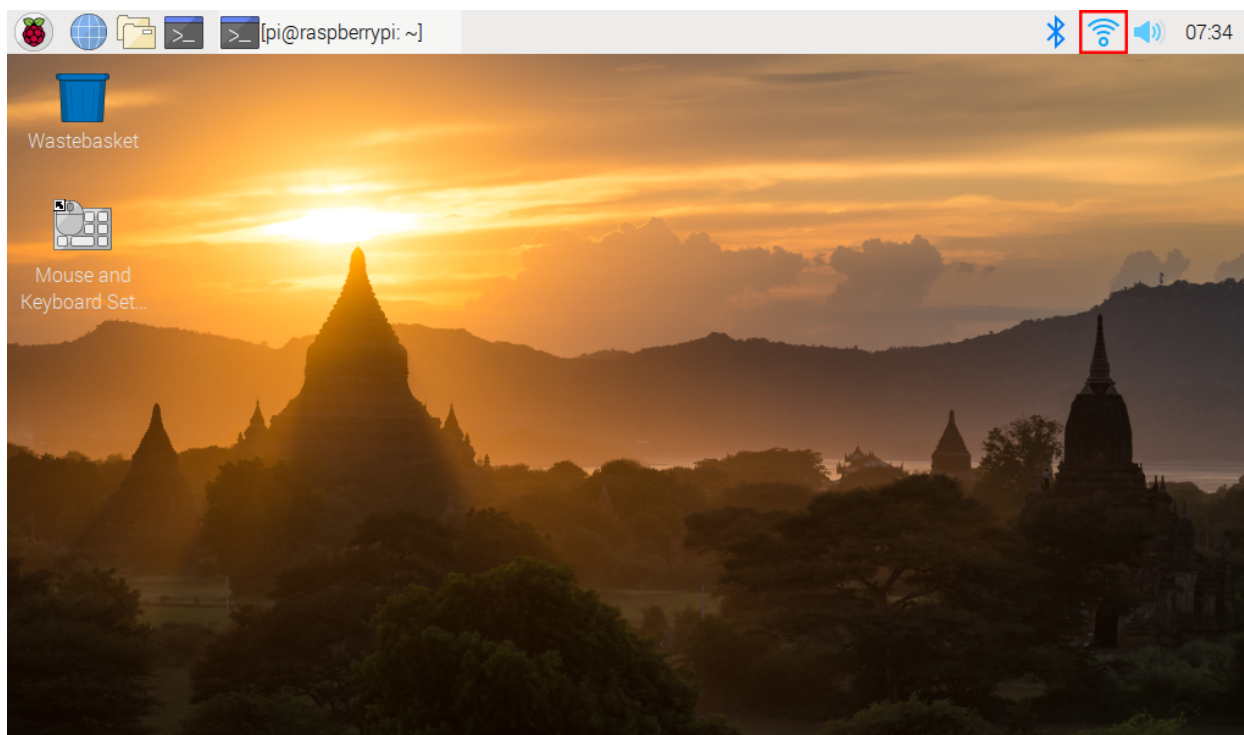 [pi@raspberrypi: ~]
07:34
Wastebasket
Mouse and
Keyboard Set...